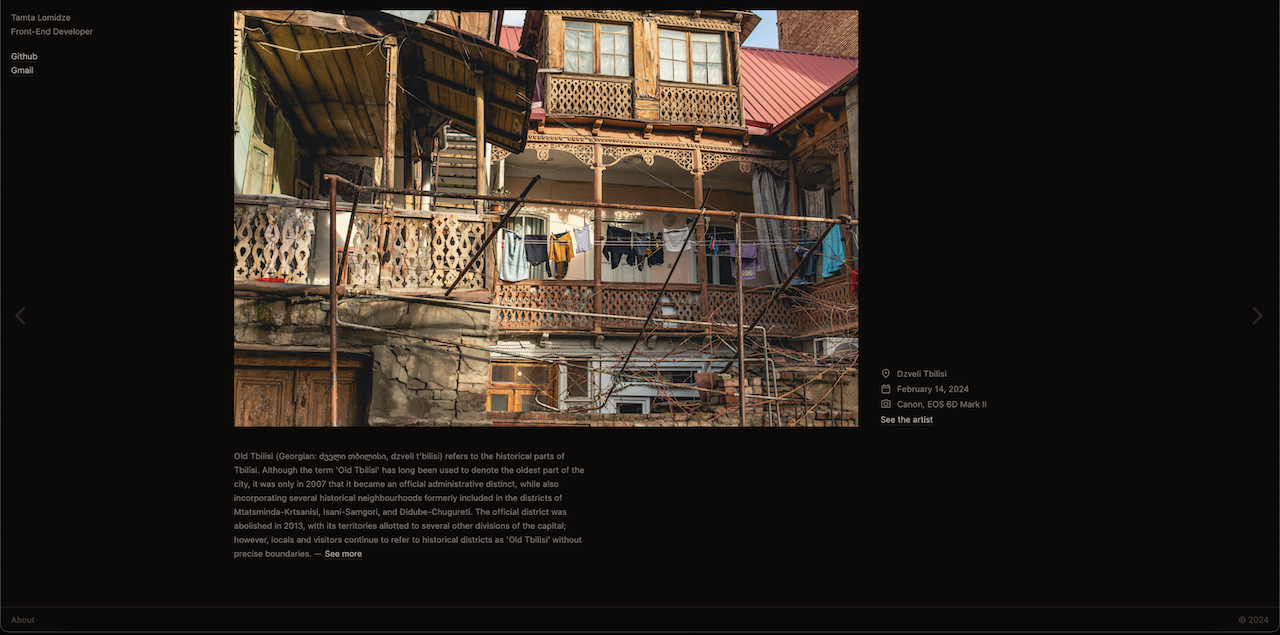 Tamta Lomidze
Front-End Developer
Github
Gmail
Dzveli Tbilisi
February 14, 2024
Canon, EOS 6D Mark II
See the artist
Old Tbilisi (Georgian: ძველი თბილისი, dzveli t'bilisi) refers to the historical parts of
Tbilisi. Although the term 'Old Tbilisi' has long been used to denote the oldest part of the
city, it was only in 2007 that it became an official administrative distinct, while also
incorporating several historical neighbourhoods formerly included in the districts of
Mtatsminda-Krtsanisi, Isani-Samgori, and Didube-Chugureti. The official district was
abolished in 2013, with its territories allotted to several other divisions of the capital;
however, locals and visitors continue to refer to historical districts as 'Old Tbilisi' without
precise boundaries. — See more
About
© 2024